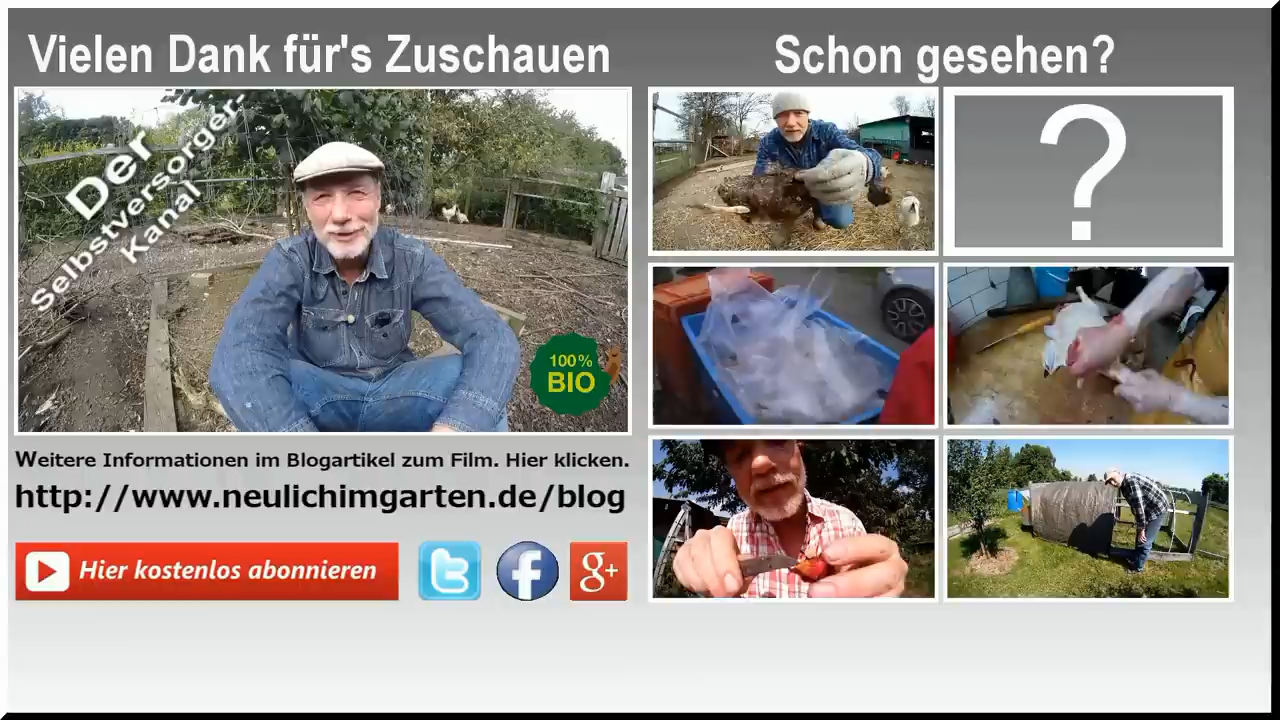 Vielen Dank für's Zuschauen
Schon gesehen?
Der
Selbstversorger-
Kanal
100%
BIO
?
Weitere Informationen im Blogartikel zum Film. Hier klicken.
http://www.neulichimgarten.de/blog
Hier kostenlos abonnieren
t
f
g+